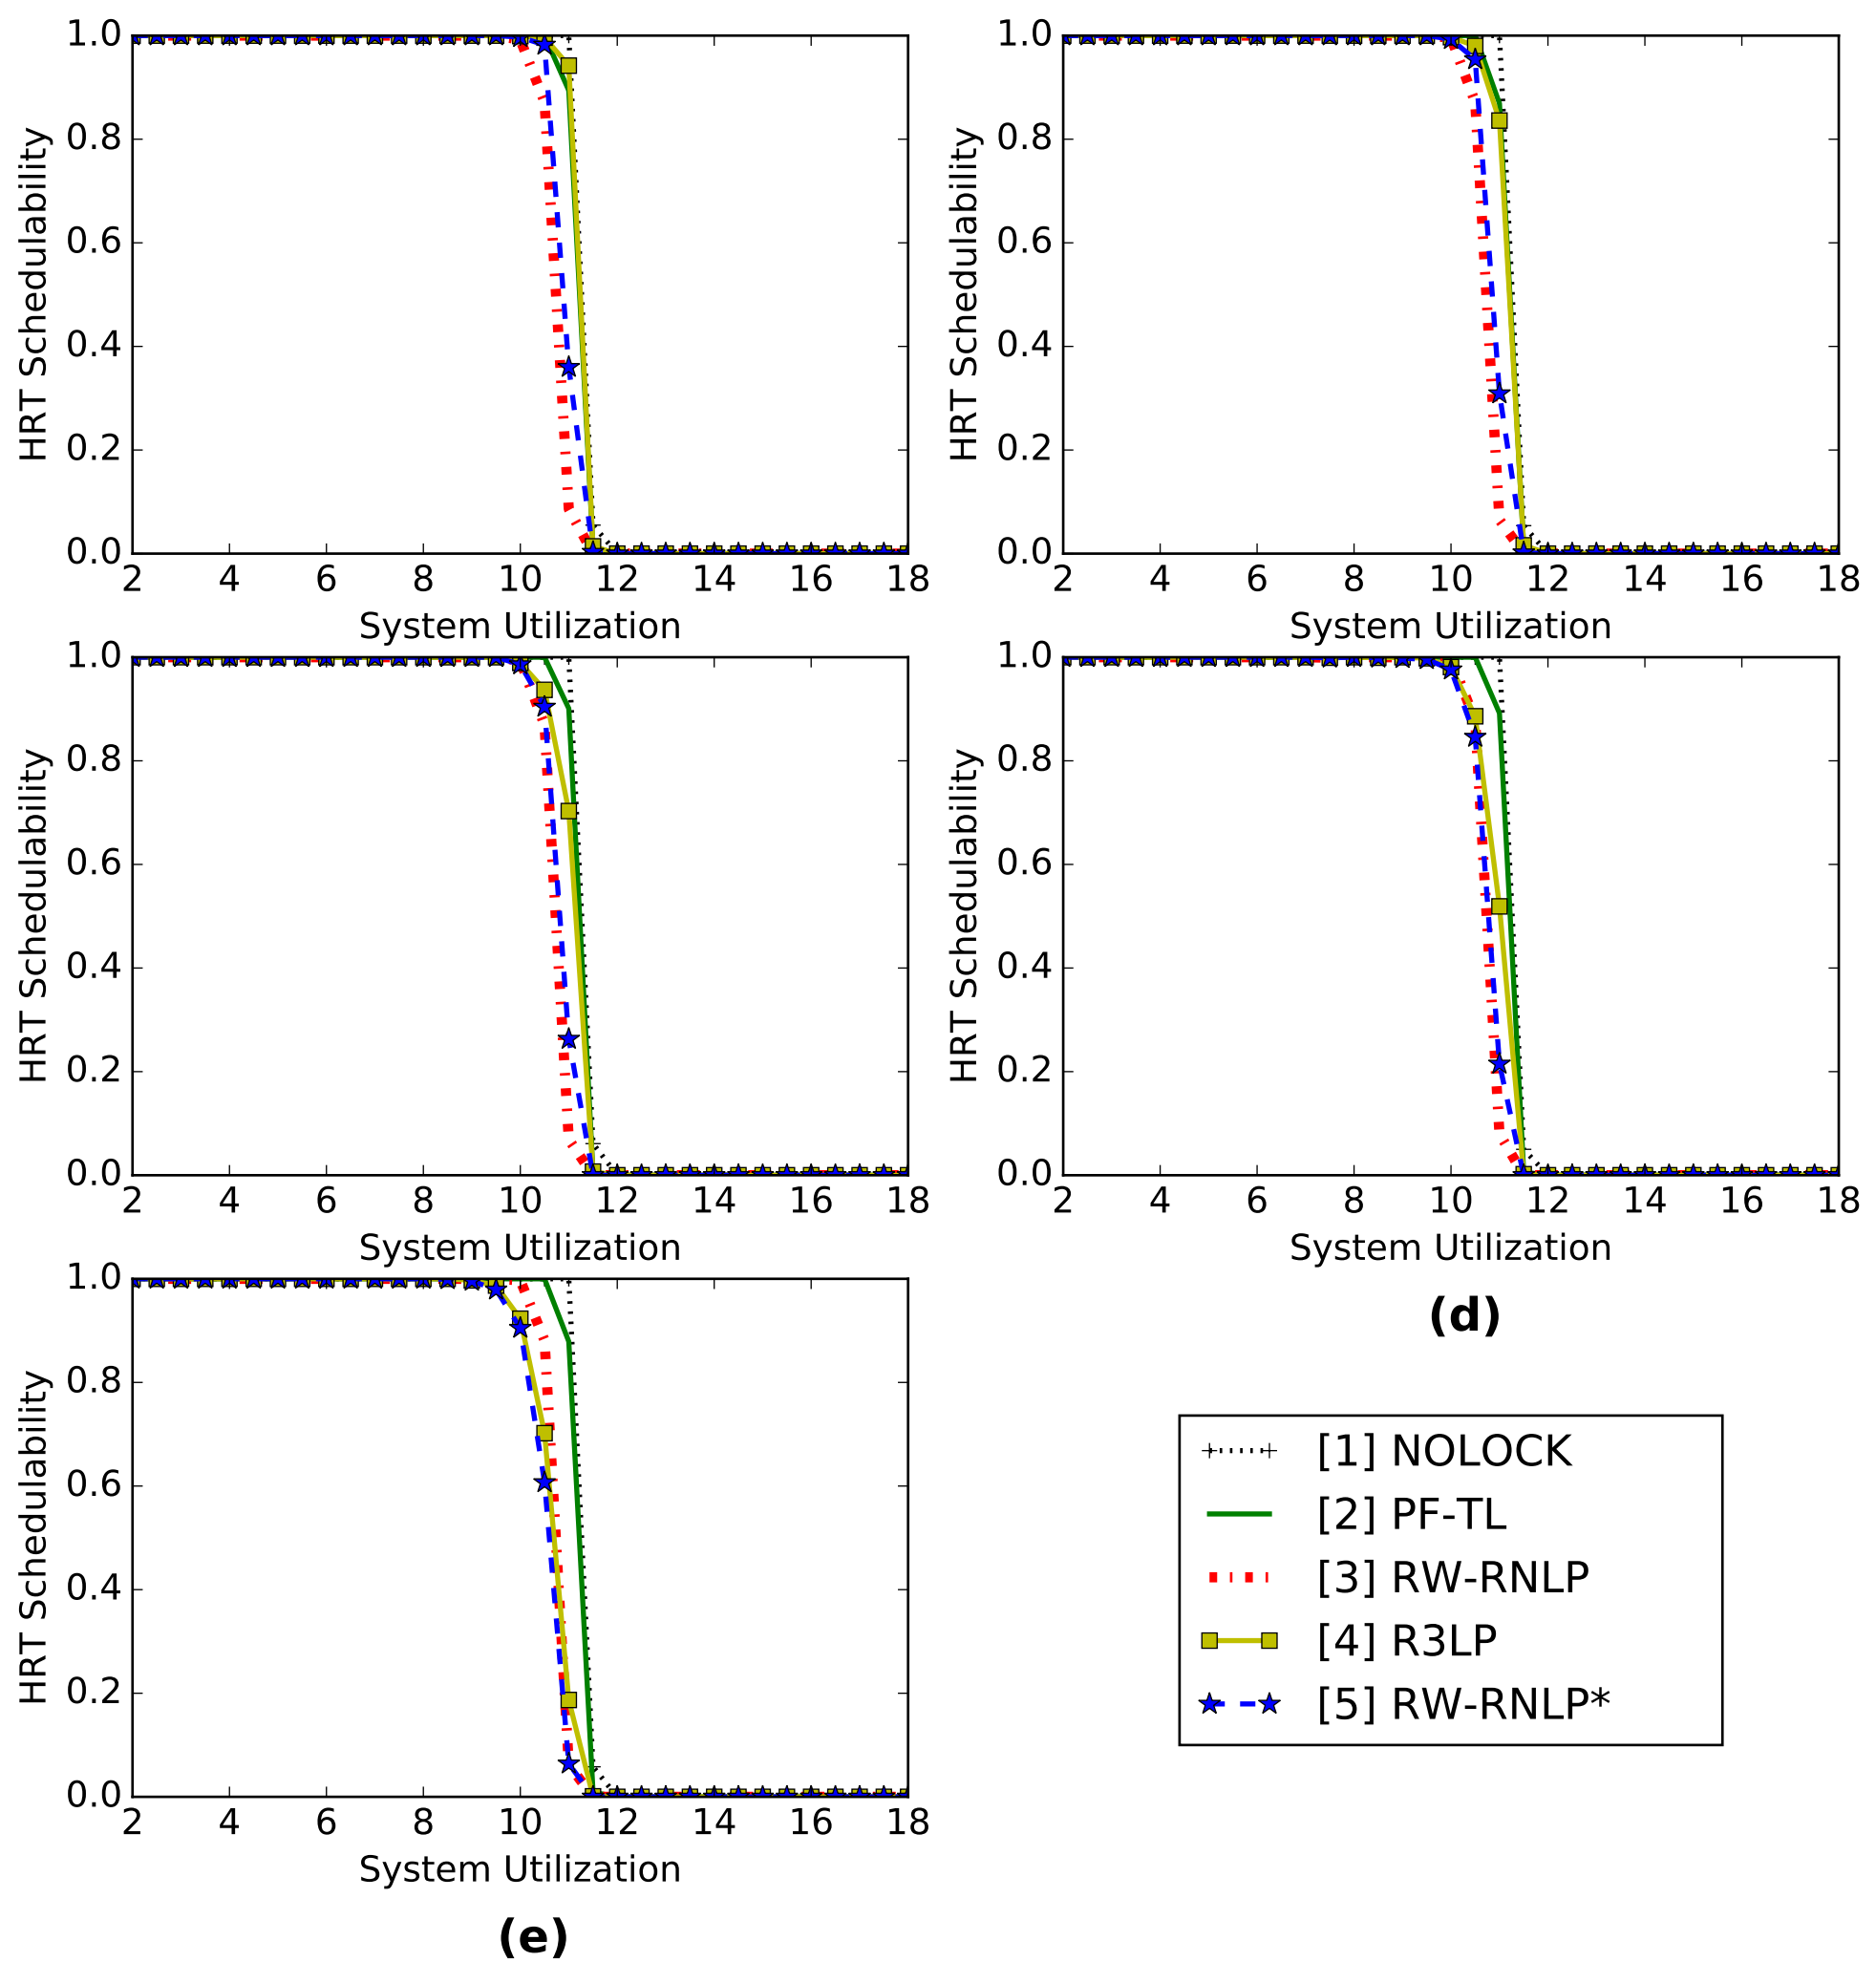 1.0
0.8
0.6
0.4
0.2
0.0
HRT Schedulability
2 4 6 8 10 12 14 16 18
System Utilization
1.0
0.8
0.6
0.4
0.2
0.0
HRT Schedulability
2 4 6 8 10 12 14 16 18
System Utilization
1.0
0.8
0.6
0.4
0.2
0.0
HRT Schedulability
2 4 6 8 10 12 14 16 18
System Utilization
1.0
0.8
0.6
0.4
0.2
0.0
HRT Schedulability
2 4 6 8 10 12 14 16 18
System Utilization
(d)
1.0
0.8
0.6
0.4
0.2
0.0
HRT Schedulability
2 4 6 8 10 12 14 16 18
System Utilization
(e)
[1] NOLOCK
[2] PF-TL
[3] RW-RNLP
[4] R3LP
[5] RW-RNLP*